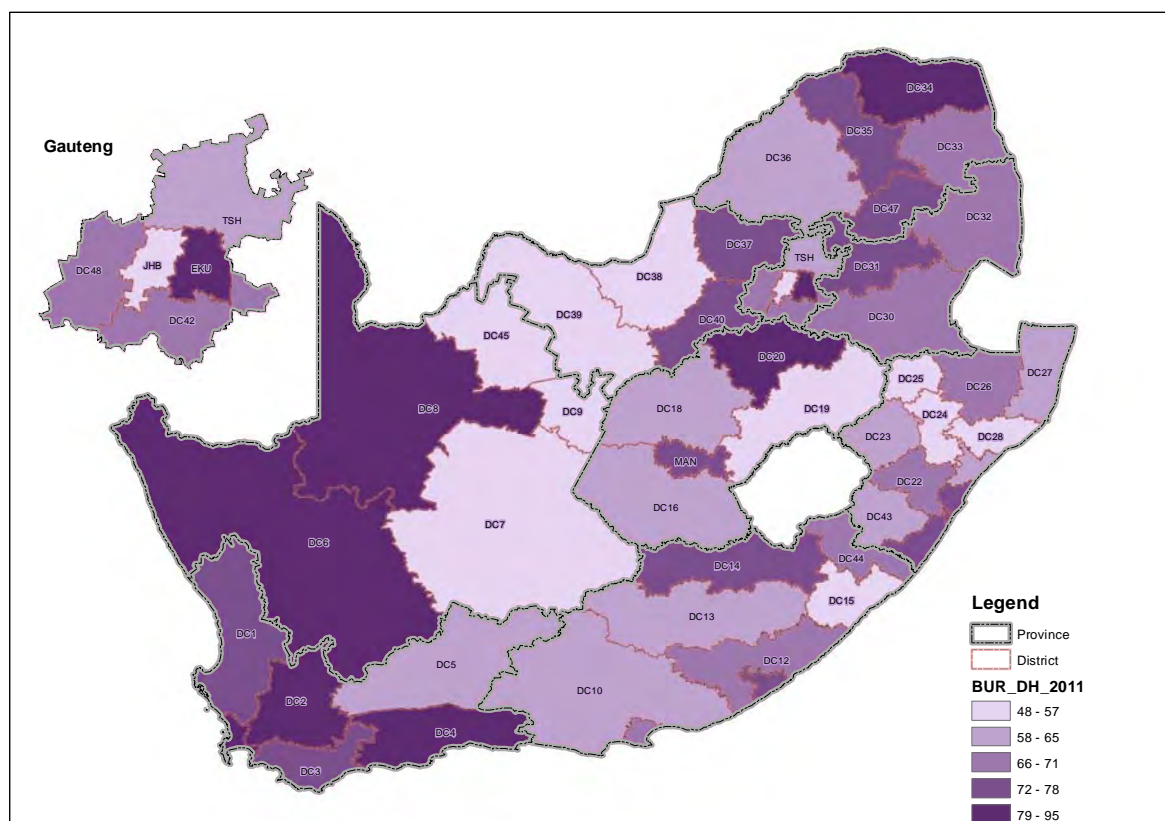 DC34
DC35
DC33
DC36
Gauteng
DC47
DC32
TSH
DC37
TSH
DC31
DC38
JHB
EKU
DC48
DC39
DC42
DC40
DC30
DC45
DC20
DC25
DC26
DC27
DC8
DC9
DC18
DC19
DC24
DC23
DC28
MAN
DC22
DC16
DC43
DC7
DC6
DC44
DC14
DC15
DC13
DC1
DC12
DC5
DC10
DC2
DC4
DC3
Legend
Province
District
BUR_DH_2011
48 - 57
58 - 65
66 - 71
72 - 78
79 - 95